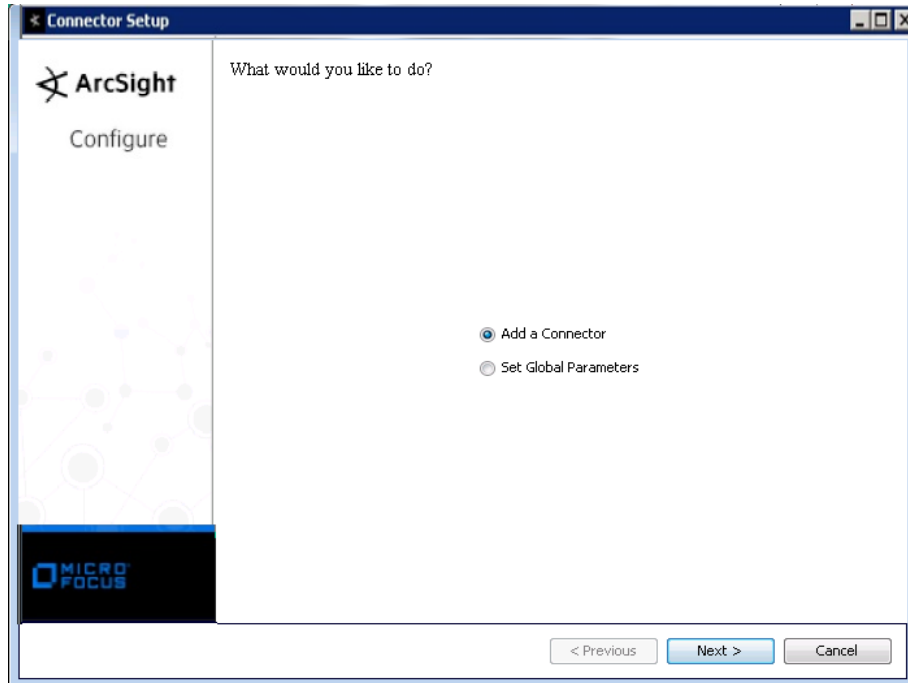 Connector Setup
ArcSight
Configure
What would you like to do?
Add a Connector
Set Global Parameters
MICRO
FOCUS
< Previous
Next >
Cancel